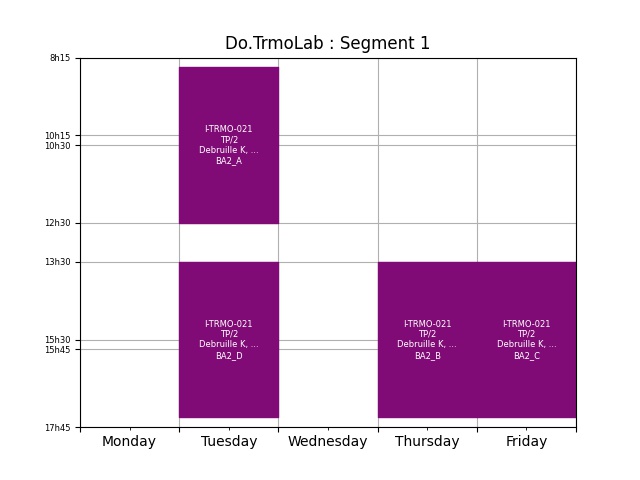 Do.TrmoLab : Segment 1
8h15
10h15
10h30
12h30
13h30
15h30
15h45
17h45
I-TRMO-021
TP/2
Debruille K, ...
BA2_A
I-TRMO-021
TP/2
Debruille K, ...
BA2_D
I-TRMO-021
TP/2
Debruille K, ...
BA2_B
I-TRMO-021
TP/2
Debruille K, ...
BA2_C
Monday
Tuesday
Wednesday
Thursday
Friday